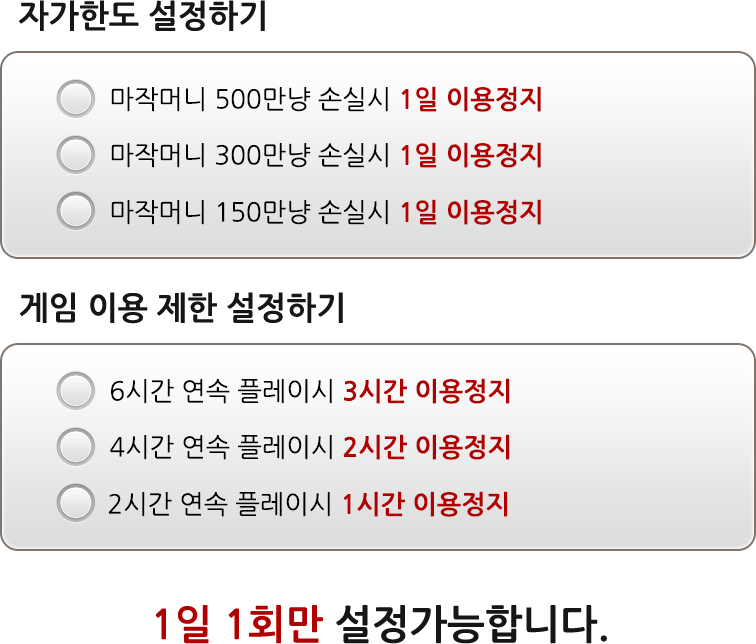 자가한도 설정하기
마작머니 500만냥 손실시 1일 이용정지
마작머니 300만냥 손실시 1일 이용정지
마작머니 150만냥 손실시 1일 이용정지
게임 이용 제한 설정하기
6시간 연속 플레이시 3시간 이용정지
4시간 연속 플레이시 2시간 이용정지
2시간 연속 플레이시 1시간 이용정지
1일 1회만 설정가능합니다.